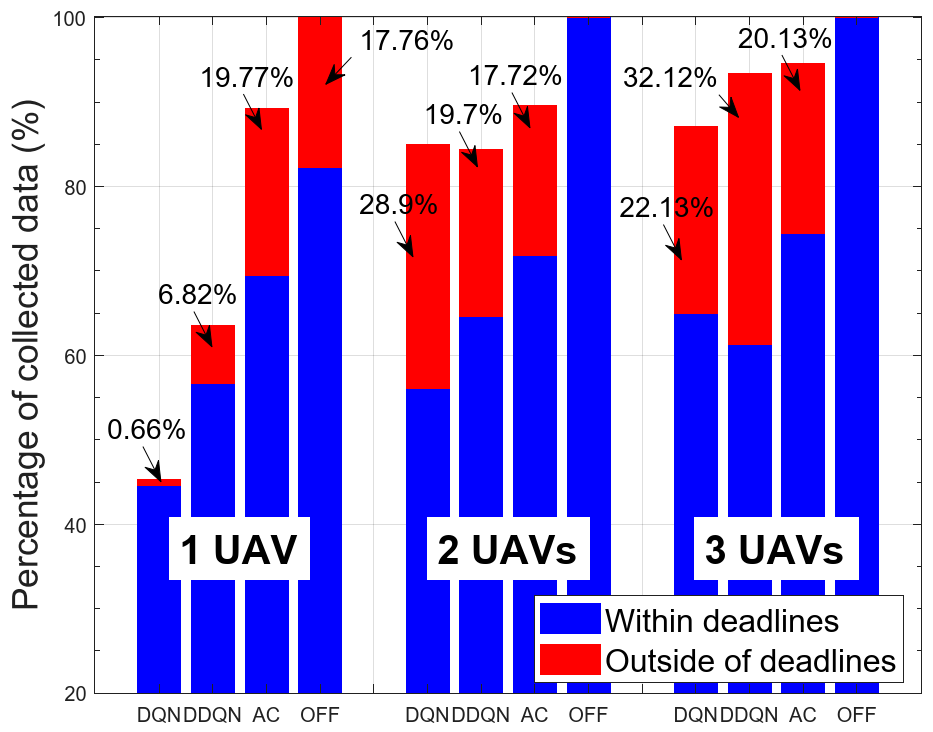 Percentage of collected data (%)
100
80
60
40
20
0.66%
6.82%
19.77%
17.76%
28.9%
19.7%
17.72%
22.13%
32.12%
20.13%
1 UAV
2 UAVs
3 UAVs
Within deadlines
Outside of deadlines
DQN DDQN AC OFF DQN DDQN AC OFF DQN DDQN AC OFF